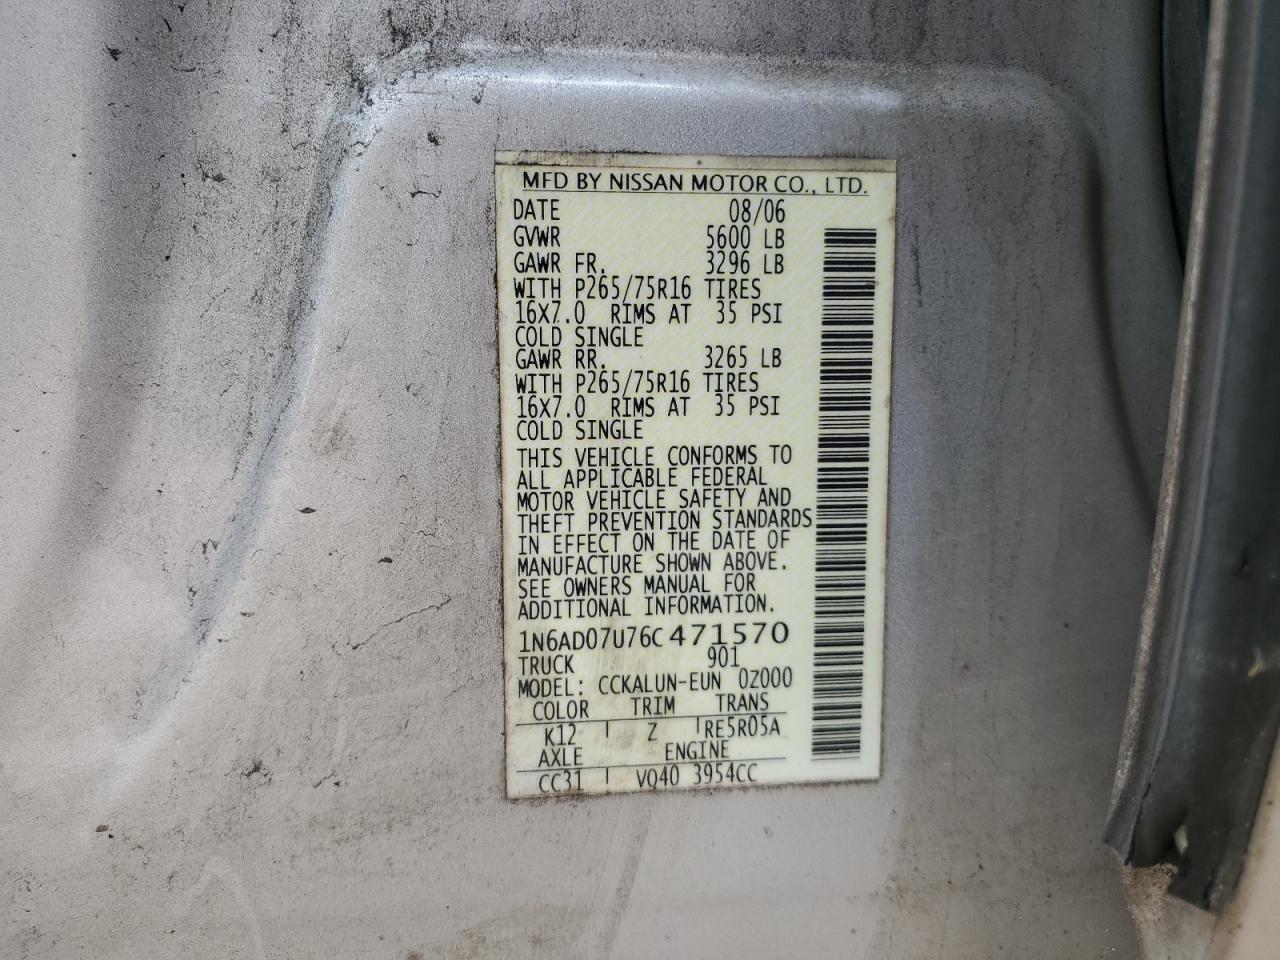 MFD BY NISSAN MOTOR CO., LTD.
DATE 08/06
GVWR 5600 LB
GAWR FR. 3296 LB
WITH P265/75R16 TIRES
16X7.0 RIMS AT 35 PSI
COLD SINGLE
GAWR RR. 3265 LB
WITH P265/75R16 TIRES
16X7.0 RIMS AT 35 PSI
COLD SINGLE
THIS VEHICLE CONFORMS TO
ALL APPLICABLE FEDERAL
MOTOR VEHICLE SAFETY AND
THEFT PREVENTION STANDARDS
IN EFFECT ON THE DATE OF
MANUFACTURE SHOWN ABOVE.
SEE OWNERS MANUAL FOR
ADDITIONAL INFORMATION.
1N6AD07U76C471570
TRUCK 901
MODEL: CCKALUN-EUN 0Z000
COLOR TRIM TRANS
K12 Z RE5R05A
AXLE ENGINE
CC31 VQ40 3954CC